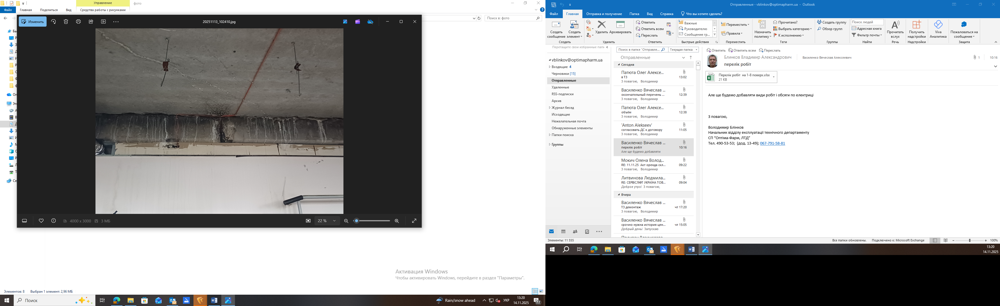 Управление
фото
Файл
Главная
Поделиться
Вид
Средства работы с рисунками
Поиск в: фото
Изменить
20251113_102410.jpg
4000 x 3000
3 МБ
22 %
Активация Windows
Чтобы активировать Windows, перейдите в раздел "Параметры".
Элементов: 8
Выбран 1 элемент: 2,96 МБ
Поиск
Rain/snow ahead
УКР
13:20
14.11.2025
22
Отправленные - vblinkov@optimapharm.ua - Outlook
Файл
Главная
Отправка и получение
Папка
Вид
Справка
Что вы хотите сделать?
Создать сообщение
Создать элемент
Создать
Удалить
Архивировать
Удалить
Ответить
Ответить всем
Переслать
Ответить
Важные
Руководителю
Сообщение гр...
Быстрые действия
Переместить
Правила
Переместить
Назначить политику
Прочитано?
Выбрать категорию
К исполнению
Теги
Создать группу
Обзор групп
Группы
Поиск людей
Адресная книга
Фильтр почты
Найти
Прочитать вслух
Речь
Получить надстройки
Надстройки
Viva Аналитика
Пожаловаться на сообщение
Защита
Перетащите свои избранные
vblinkov@optimapharm.ua
Входящие 4
Черновики [15]
Отправленные
Удаленные
RSS-подписки
Архив
Журнал бесед
Исходящие
Нежелательная почта
Обнаруженные элементы
Папки поиска
Группы
Поиск в папке "Отправле...
Текущая папка
Отправленные
Сегодня
Патюта Олег Алексе...
в ТЗ
13:02
З повагою, Володимир
Василенко Вячеслав ...
окончательный перечень ...
12:39
З повагою, Володимир
Патюта Олег Алексе...
объём
12:38
З повагою, Володимир
'Anton Alekseev'
согласовать ДС к договору
11:05
З повагою, Володимир
Василенко Вячеслав ...
перелік робіт
10:16
Але ще будемо добавляти
Мокич Олена Волод...
RE: 11.11.25 Акт оренда скл...
09:22
З повагою, Володимир
Литвинова Людмила...
RE: СЕРВІСЛІФТ УКРАЇНА ТОВ...
09:04
Доброе утро! З повагою,
Вчера
Василенко Вячеслав ...
ТЗ демонтаж
чт 17:20
З повагою, Володимир
Василенко Вячеслав ...
срочно нужна история цен...
чт 15:05
Добрый день! Запускаю
Ответить
Ответить всем
Переслать
Блинков Владимир Александрович
Василенко Вячеслав Алексеевич
1
10:16
перелік робіт
Перелік робіт на 1-8 поверх.xlsx
21 KB
Але ще будемо добавляти види робіт і обсяги по електриці
З повагою,
Володимир Блінков
Начальник відділу експлуатації технічного департаменту
СП “Оптіма-Фарм, ЛТД”
Тел. 490-53-53; (дод. 13-49); 067-791-58-81
Элементы: 11 555
Все папки обновлены.
Подключено к: Microsoft Exchange
100%
13:20
14.11.2025